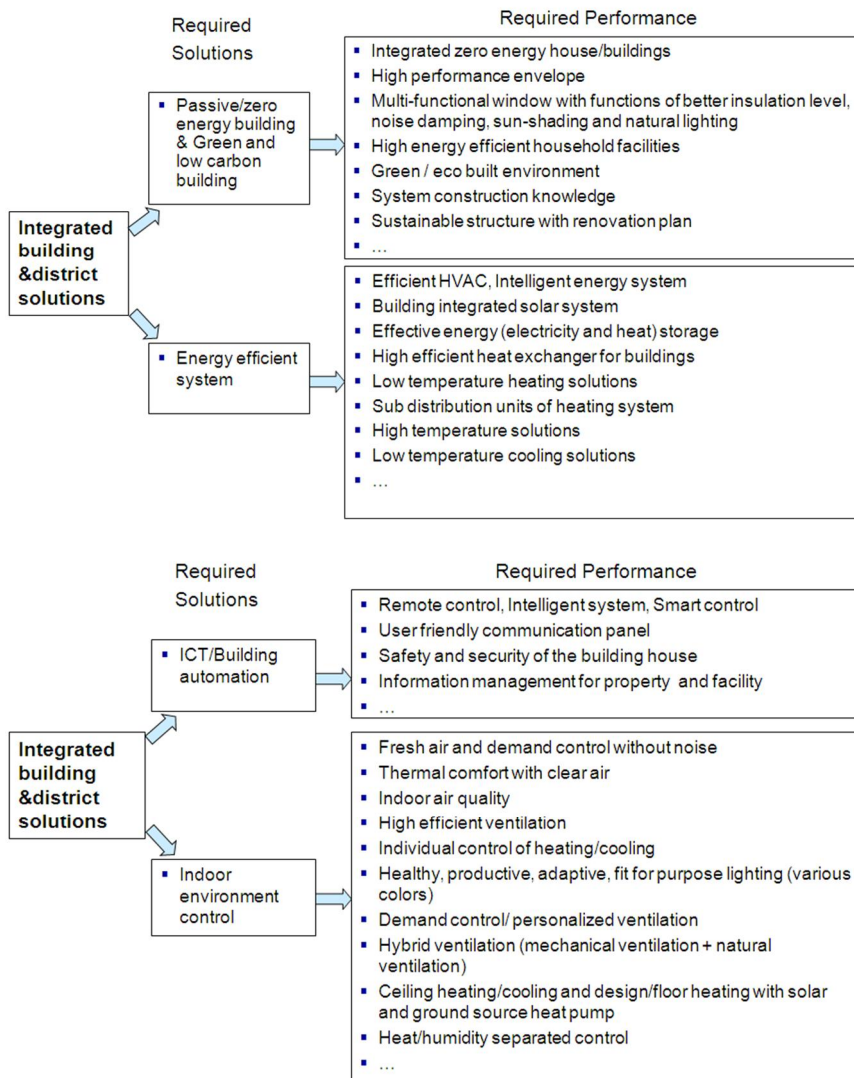 Required
Solutions
Required Performance
Integrated
building
&district
solutions
▪ Passive/zero
energy building
& Green and
low carbon
building
▪ Integrated zero energy house/buildings
▪ High performance envelope
▪ Multi-functional window with functions of better insulation level,
noise damping, sun-shading and natural lighting
▪ High energy efficient household facilities
▪ Green / eco built environment
▪ System construction knowledge
▪ Sustainable structure with renovation plan
▪ …
▪ Energy efficient
system
▪ Efficient HVAC, Intelligent energy system
▪ Building integrated solar system
▪ Effective energy (electricity and heat) storage
▪ High efficient heat exchanger for buildings
▪ Low temperature heating solutions
▪ Sub distribution units of heating system
▪ High temperature solutions
▪ Low temperature cooling solutions
▪ …
Required
Solutions
Required Performance
Integrated
building
&district
solutions
▪ ICT/Building
automation
▪ Remote control, Intelligent system, Smart control
▪ User friendly communication panel
▪ Safety and security of the building house
▪ Information management for property and facility
▪ …
▪ Indoor
environment
control
▪ Fresh air and demand control without noise
▪ Thermal comfort with clear air
▪ Indoor air quality
▪ High efficient ventilation
▪ Individual control of heating/cooling
▪ Healthy, productive, adaptive, fit for purpose lighting (various
colors)
▪ Demand control/ personalized ventilation
▪ Hybrid ventilation (mechanical ventilation + natural
ventilation)
▪ Ceiling heating/cooling and design/floor heating with solar
and ground source heat pump
▪ Heat/humidity separated control
▪ …